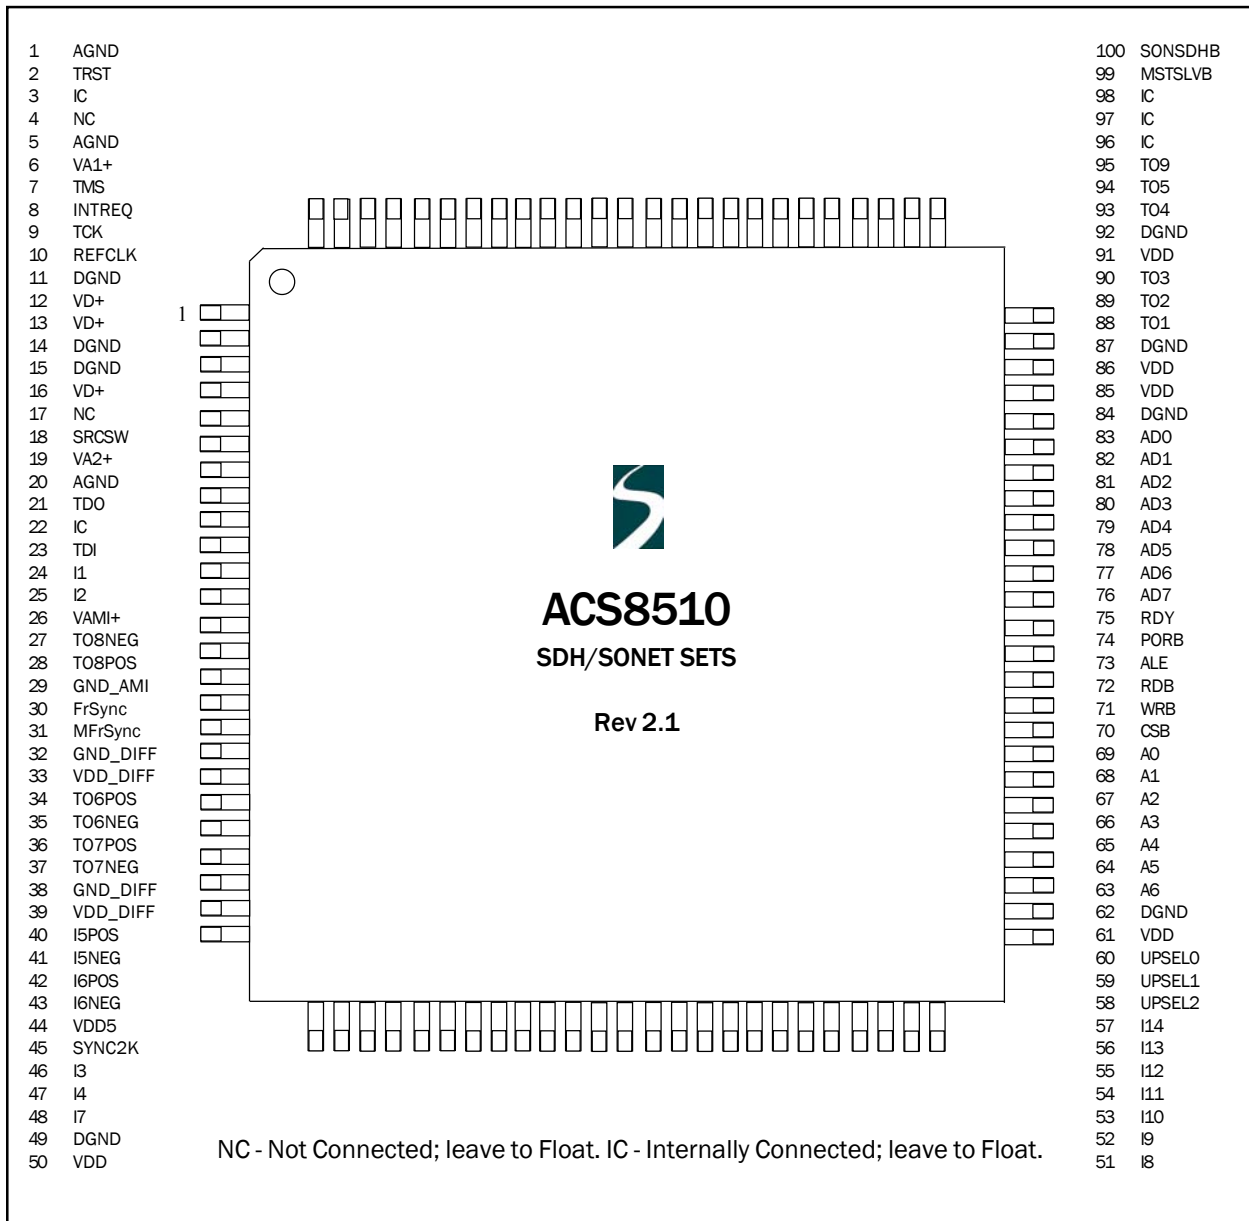 1 AGND
2 TRST
3 IC
4 NC
5 AGND
6 VA1+
7 TMS
8 INTREQ
9 TCK
10 REFCLK
11 DGND
12 VD+
13 VD+
14 DGND
15 DGND
16 VD+
17 NC
18 SRCSW
19 VA2+
20 AGND
21 TDO
22 IC
23 TDI
24 I1
25 I2
26 VAMI+
27 TO8NEG
28 TO8POS
29 GND_AMI
30 FrSync
31 MFrSync
32 GND_DIFF
33 VDD_DIFF
34 TO6POS
35 TO6NEG
36 TO7POS
37 TO7NEG
38 GND_DIFF
39 VDD_DIFF
40 I5POS
41 I5NEG
42 I6POS
43 I6NEG
44 VDD5
45 SYNC2K
46 I3
47 I4
48 I7
49 DGND
50 VDD
1
ACS8510
SDH/SONET SETS
Rev 2.1
100 SONSDHB
99 MSTSLVB
98 IC
97 IC
96 IC
95 TO9
94 TO5
93 TO4
92 DGND
91 VDD
90 TO3
89 TO2
88 TO1
87 DGND
86 VDD
85 VDD
84 DGND
83 AD0
82 AD1
81 AD2
80 AD3
79 AD4
78 AD5
77 AD6
76 AD7
75 RDY
74 PORB
73 ALE
72 RDB
71 WRB
70 CSB
69 A0
68 A1
67 A2
66 A3
65 A4
64 A5
63 A6
62 DGND
61 VDD
60 UPSEL0
59 UPSEL1
58 UPSEL2
57 I14
56 I13
55 I12
54 I11
53 I10
52 I9
51 I8
NC - Not Connected; leave to Float. IC - Internally Connected; leave to Float.